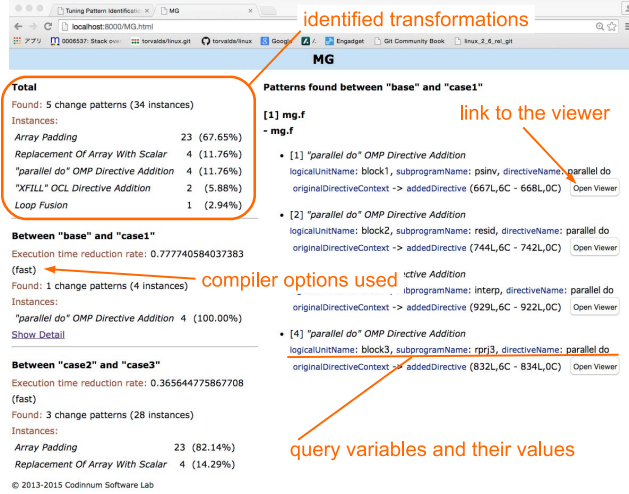 Tuning Pattern Identificatio
MG
localhost:8000/MG.html
アプリ
0006537: Stack over
torvalds/linux.git
torvalds/linux.git
Google
Engadget
Git Community Book
linux_2_6_rel_git
identified transformations
MG
Total
Found: 5 change patterns (34 instances)
Instances:
Array Padding 23 (67.65%)
Replacement Of Array With Scalar 4 (11.76%)
"parallel do" OMP Directive Addition 4 (11.76%)
"XFILL" OCL Directive Addition 2 (5.88%)
Loop Fusion 1 (2.94%)
Between "base" and "case1"
Execution time reduction rate: 0.777740584037383
(fast)
compiler options used
Found: 1 change patterns (4 instances)
Instances:
"parallel do" OMP Directive Addition 4 (100.00%)
Show Detail
Between "case2" and "case3"
Execution time reduction rate: 0.365644775867708
(fast)
Found: 3 change patterns (28 instances)
Instances:
Array Padding 23 (82.14%)
Replacement Of Array With Scalar 4 (14.29%)
© 2013-2015 Codinnum Software Lab
Patterns found between "base" and "case1"
link to the viewer
[1] mg.f
- mg.f
• [1] "parallel do" OMP Directive Addition
logicalUnitName: block1, subprogramName: psinv, directiveName: parallel do
originalDirectiveContext -> addedDirective (667L,6C - 668L,0C) Open Viewer
• [2] "parallel do" OMP Directive Addition
logicalUnitName: block2, subprogramName: resid, directiveName: parallel do
originalDirectiveContext -> addedDirective (744L,6C - 742L,0C) Open Viewer
ctive Addition
subprogramName: interp, directiveName: parallel do
originalDirectiveContext -> addedDirective (929L,6C - 922L,0C) Open Viewer
• [4] "parallel do" OMP Directive Addition
logicalUnitName: block3, subprogramName: rprj3, directiveName: parallel do
originalDirectiveContext -> addedDirective (832L,6C - 834L,0C) Open Viewer
query variables and their values